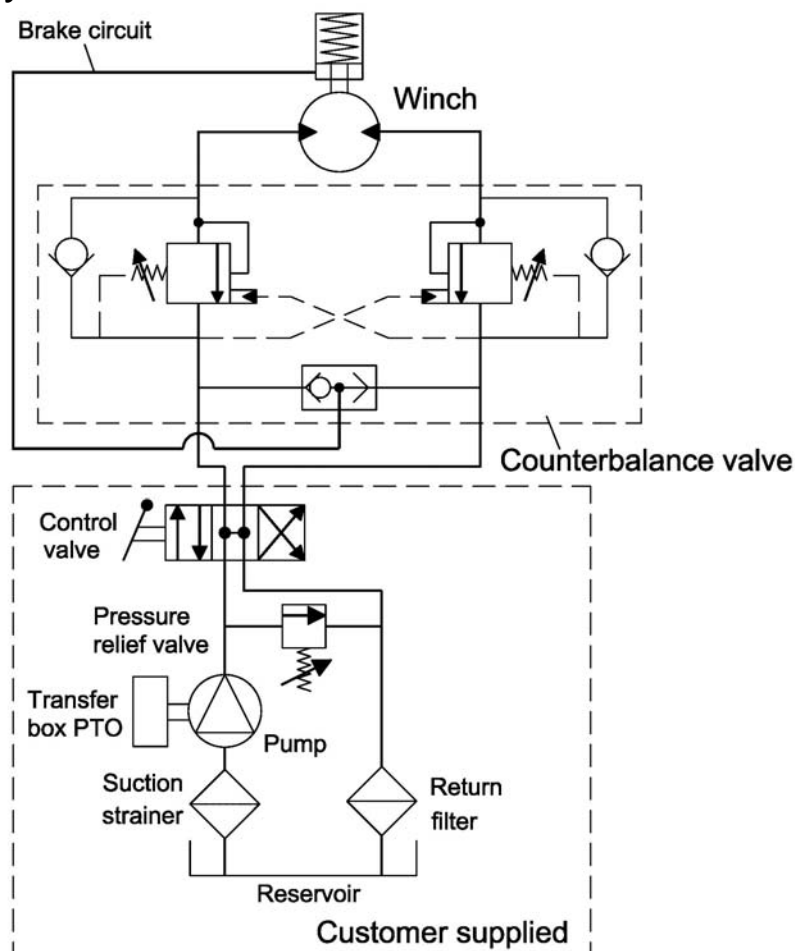 Brake circuit
Winch
Counterbalance valve
Control
valve
Pressure
relief valve
Transfer
box PTO
Pump
Suction
strainer
Return
filter
Reservoir
Customer supplied